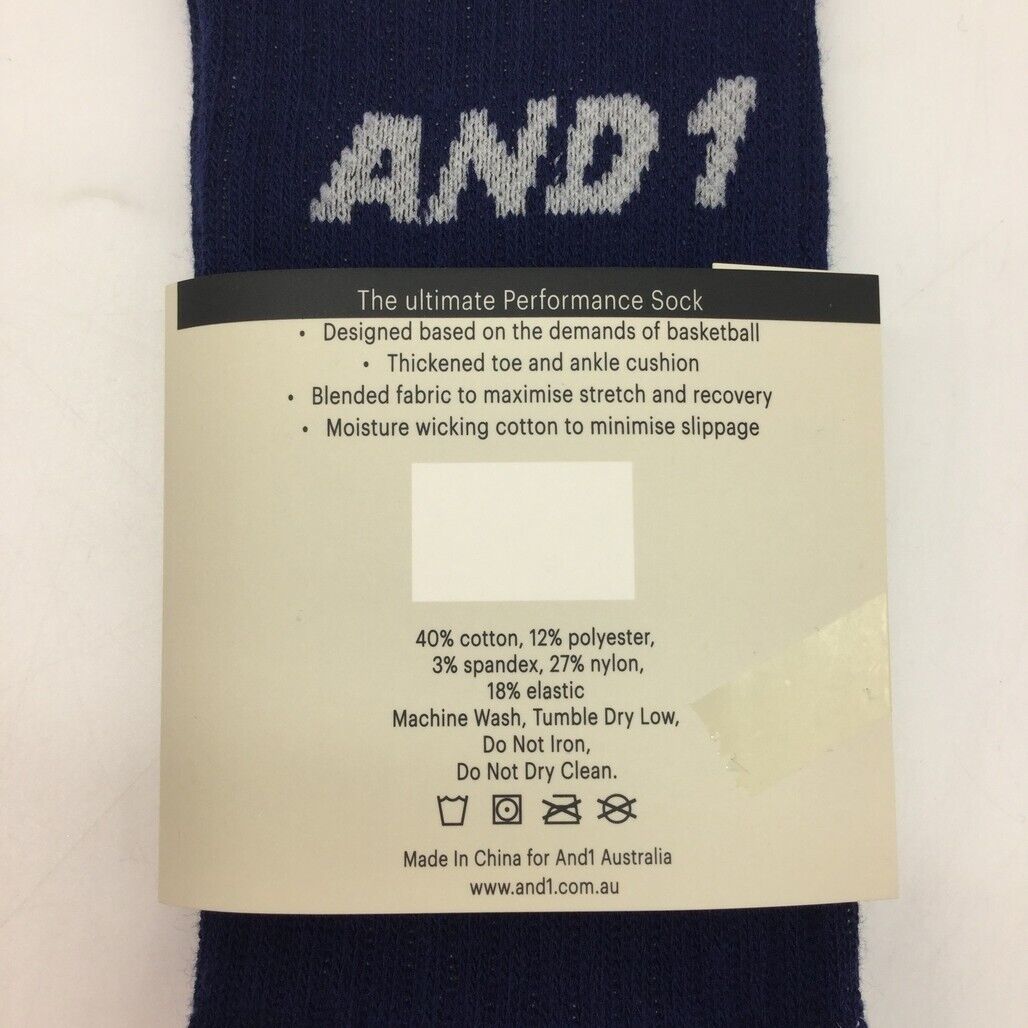 AND1
The ultimate Performance Sock
• Designed based on the demands of basketball
• Thickened toe and ankle cushion
• Blended fabric to maximise stretch and recovery
• Moisture wicking cotton to minimise slippage
40% cotton, 12% polyester,
3% spandex, 27% nylon,
18% elastic
Machine Wash, Tumble Dry Low,
Do Not Iron,
Do Not Dry Clean.
Made In China for And1 Australia
www.and1.com.au